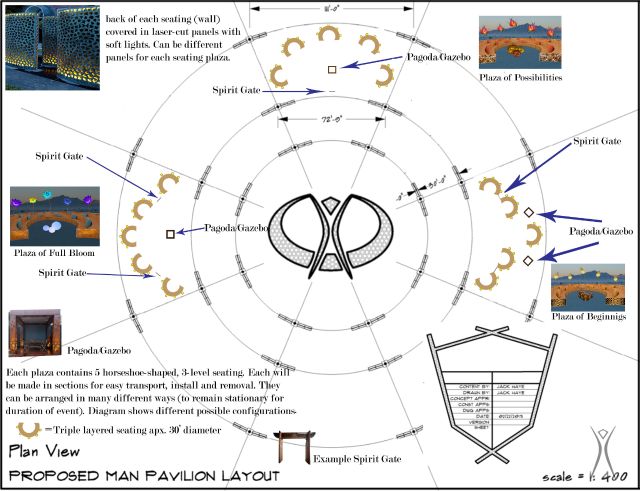 back of each seating (wall)
covered in laser-cut panels with
soft lights. Can be different
panels for each seating plaza.
111'-0"
Pagoda/Gazebo
Plaza of Possibilities
Spirit Gate
72'-0"
Spirit Gate
Spirit Gate
30'-0"
Pagoda/Gazebo
Pagoda/Gazebo
Plaza of Full Bloom
Spirit Gate
Plaza of Beginnigs
Pagoda/Gazebo
Each plaza contains 5 horseshoe-shaped, 3-level seating. Each will
be made in sections for easy transport, install and removal. They
can be arranged in many different ways (to remain stationary for
duration of event). Diagram shows different possible configurations.
=Triple layered seating apx. 30' diameter
CONTENT BY: JACK HAYE
DRAWN BY: JACK HAYE
CONCEPT APPR:
CONST APPR:
DWG APPR:
DATE
VERSION
SHEET
Plan View
Example Spirit Gate
PROPOSED MAN PAVILION LAYOUT
scale = 1: 400